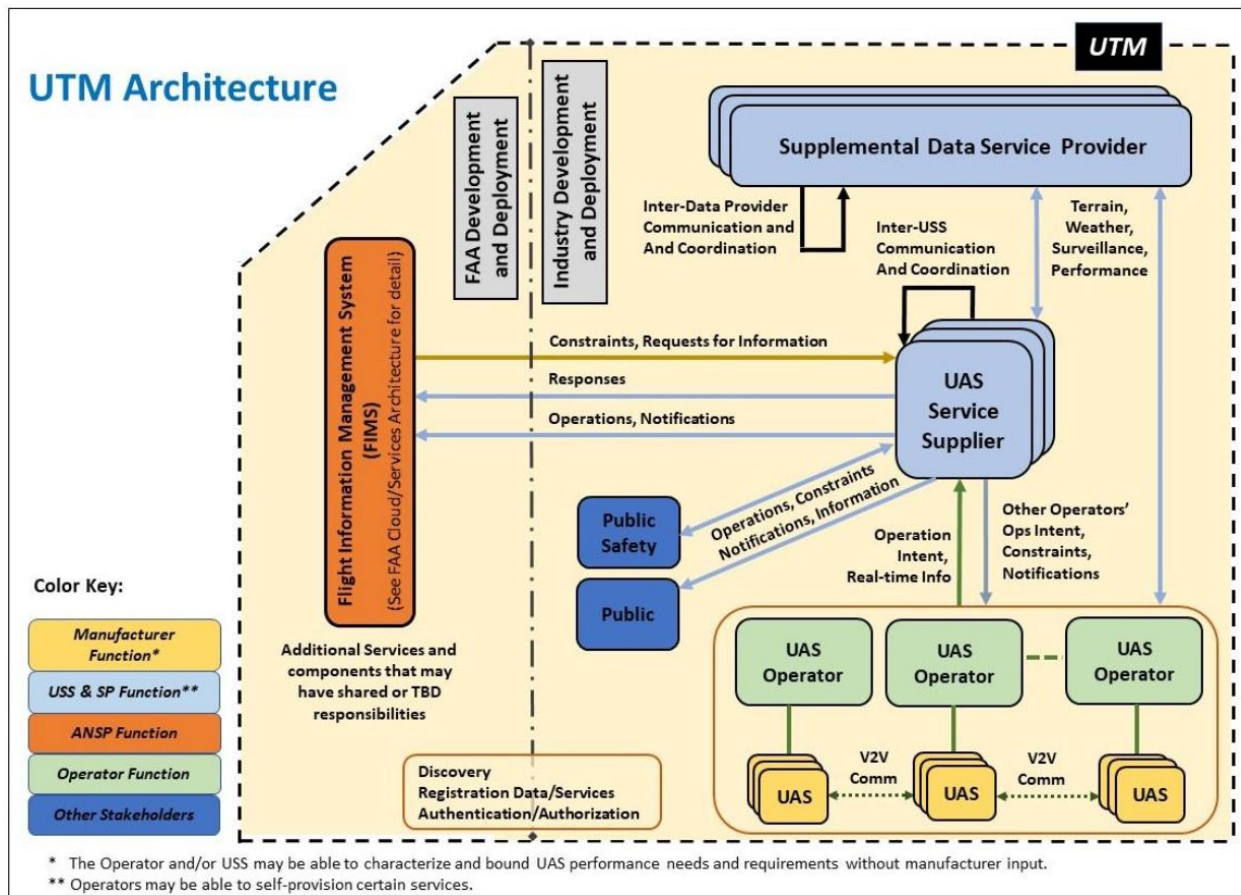 UTM Architecture
UTM
FAA Development
and Deployment
Industry Development
and Deployment
Supplemental Data Service Provider
Inter-Data Provider
Communication and
And Coordination
Inter-USS
Communication
And Coordination
Terrain,
Weather,
Surveillance,
Performance
Flight Information Management System
(FIMS)
(See FAA Cloud/Services Architecture for detail)
Constraints, Requests for Information
Responses
Operations, Notifications
UAS
Service
Supplier
Operations, Constraints
Notifications, Information
Public
Safety
Public
Operation
Intent,
Real-time Info
Other Operators’
Ops Intent,
Constraints,
Notifications
Additional Services and
components that may
have shared or TBD
responsibilities
Discovery
Registration Data/Services
Authentication/Authorization
UAS
Operator
UAS
Operator
UAS
Operator
V2V
Comm
V2V
Comm
UAS
UAS
UAS
Color Key:
Manufacturer
Function*
USS & SP Function**
ANSP Function
Operator Function
Other Stakeholders
* The Operator and/or USS may be able to characterize and bound UAS performance needs and requirements without manufacturer input.
** Operators may be able to self-provision certain services.